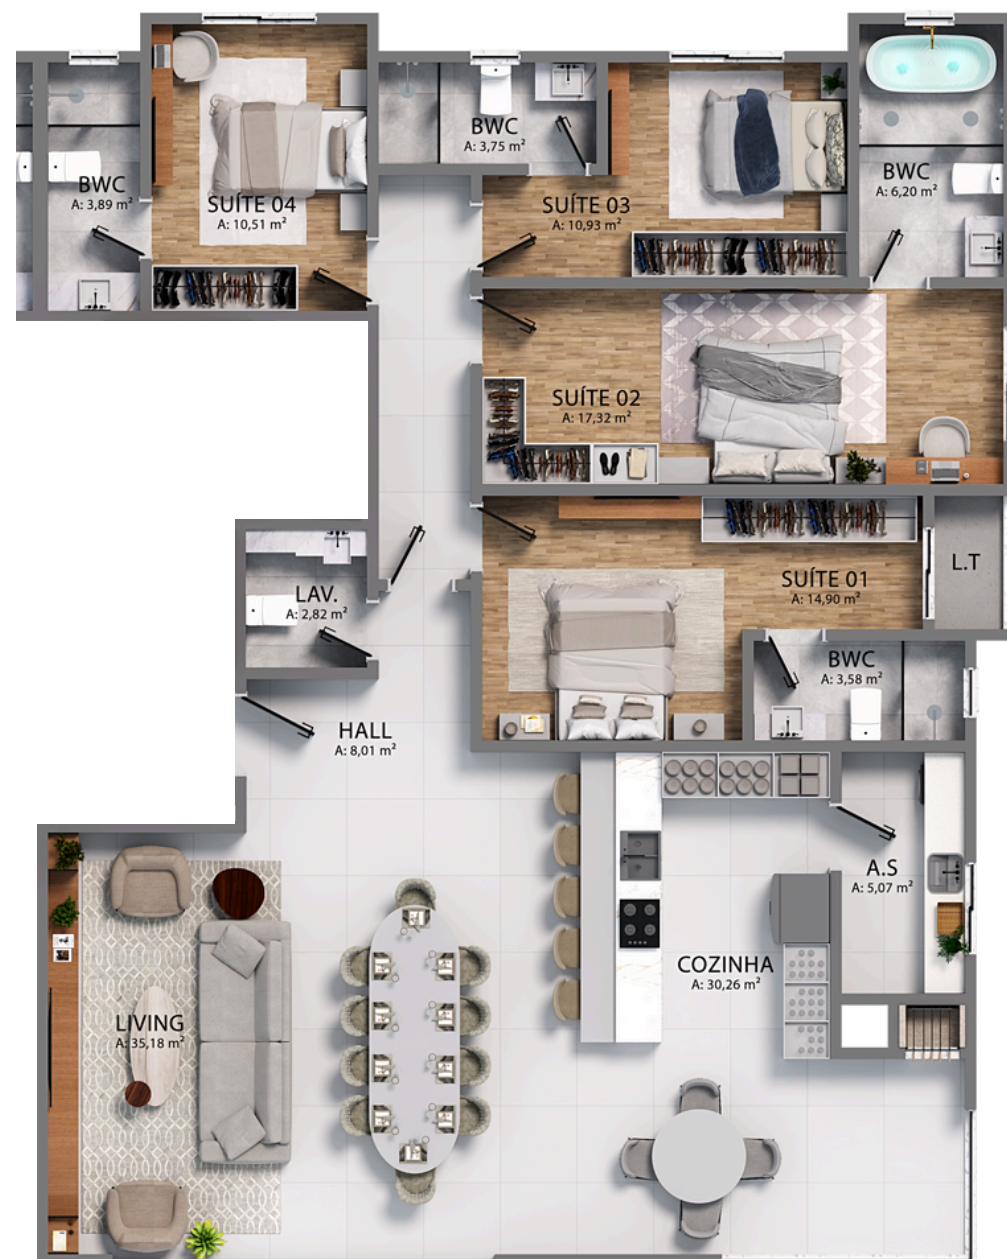 BWC
A: 3,89 m²
SUÍTE 04
A: 10,51 m²
BWC
A: 3,75 m²
SUÍTE 03
A: 10,93 m²
BWC
A: 6,20 m²
SUÍTE 02
A: 17,32 m²
LAV.
A: 2,82 m²
SUÍTE 01
A: 14,90 m²
L.T
BWC
A: 3,58 m²
HALL
A: 8,01 m²
A.S
A: 5,07 m²
COZINHA
A: 30,26 m²
LIVING
A: 35,18 m²